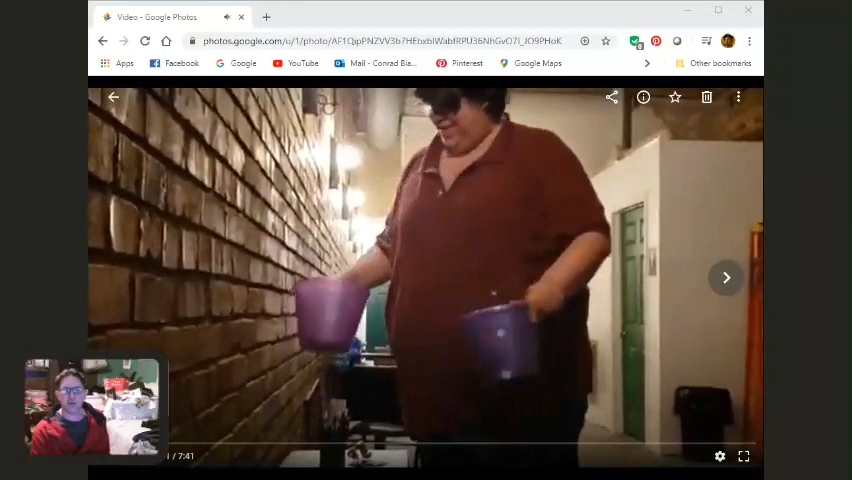 Video - Google Photos
photos.google.com/u/1/photo/AF1QipPNZVV3b7HEbxbIWabfRPU36NhGvO7I_JO9PHoK
Apps Facebook Google YouTube Mail - Conrad Bia... Pinterest Google Maps Other bookmarks
/ 7:41